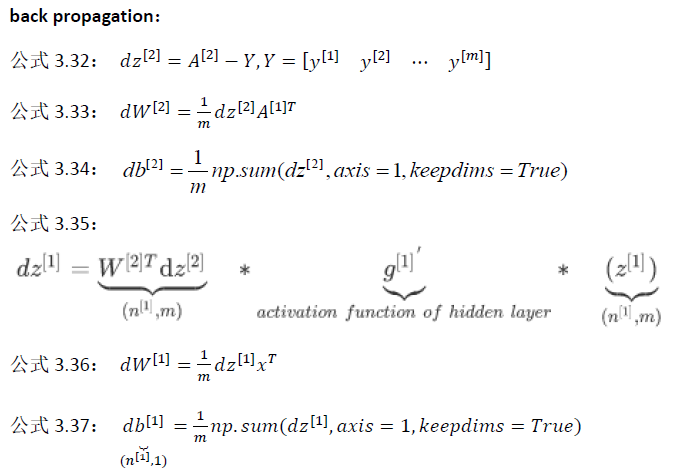 back propagation：
公式 3.32： dz^[2] = A^[2] − Y, Y = [y^[1] y^[2] ⋯ y^[m]]
公式 3.33： dW^[2] = 1/m dz^[2]A^[1]T
公式 3.34： db^[2] = 1/m np.sum(dz^[2], axis = 1, keepdims = True)
公式 3.35：
dz^[1] = W^[2]T dz^[2] * g^[1]′ * (z^[1])
(n^[1],m) activation function of hidden layer (n^[1],m)
公式 3.36： dW^[1] = 1/m dz^[1]x^T
公式 3.37： db^[1] = 1/m np.sum(dz^[1], axis = 1, keepdims = True)
(n^[1],1)